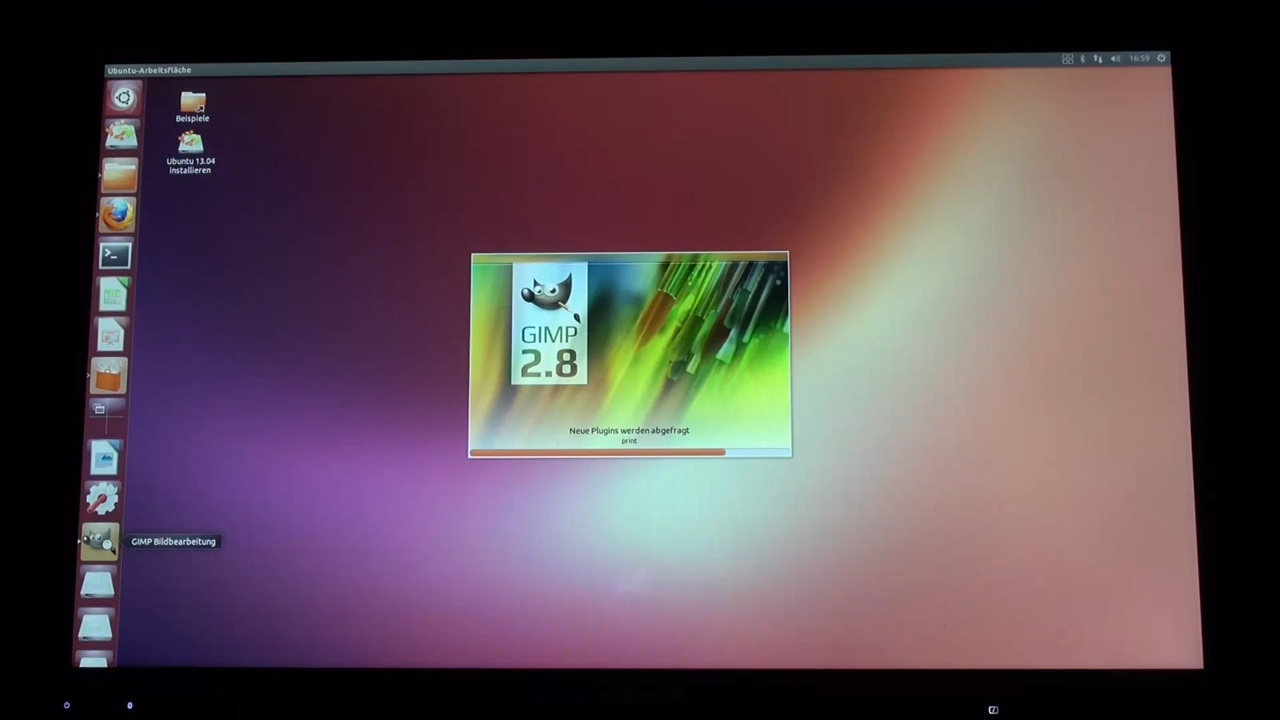 Ubuntu-Arbeitsfläche
16:59
Beispiele
Ubuntu 13.04
installieren
GIMP
2.8
Neue Plugins werden abgefragt
print
GIMP Bildbearbeitung